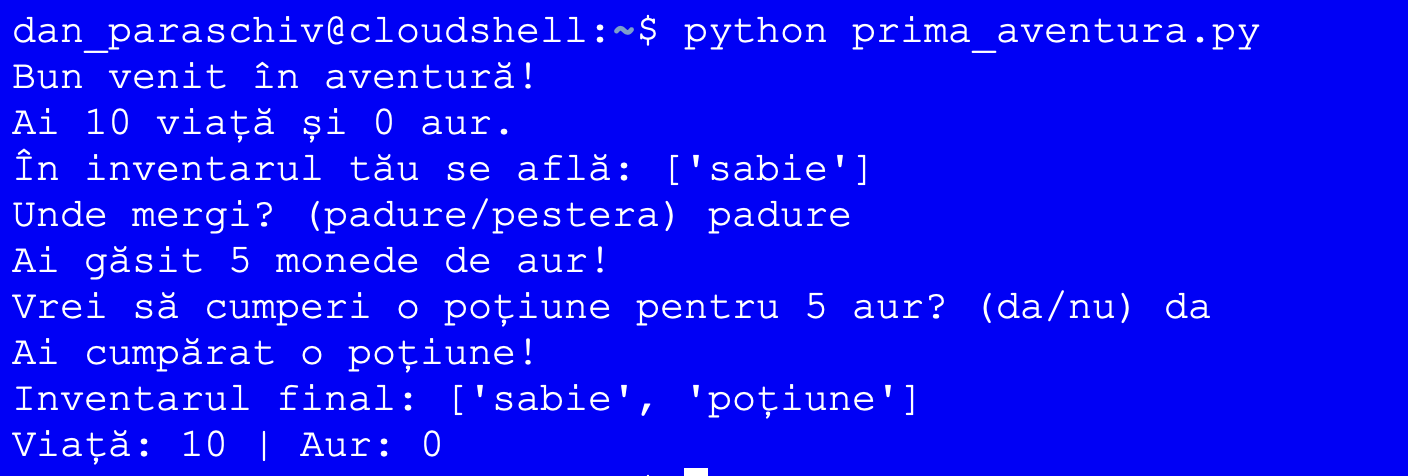 dan_paraschiv@cloudshell:~$ python prima_aventura.py
Bun venit în aventură!
Ai 10 viață și 0 aur.
În inventarul tău se află: ['sabie']
Unde mergi? (padure/pestera) padure
Ai găsit 5 monede de aur!
Vrei să cumperi o poțiune pentru 5 aur? (da/nu) da
Ai cumpărat o poțiune!
Inventarul final: ['sabie', 'poțiune']
Viață: 10 | Aur: 0